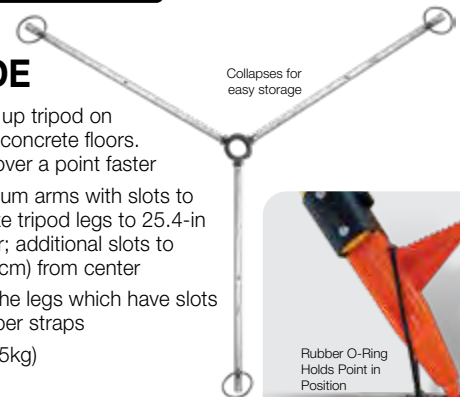 DE
Collapses for
easy storage
up tripod on
concrete floors.
over a point faster
um arms with slots to
e tripod legs to 25.4-in
r; additional slots to
cm) from center
he legs which have slots
ber straps
5kg)
Rubber O-Ring
Holds Point in
Position